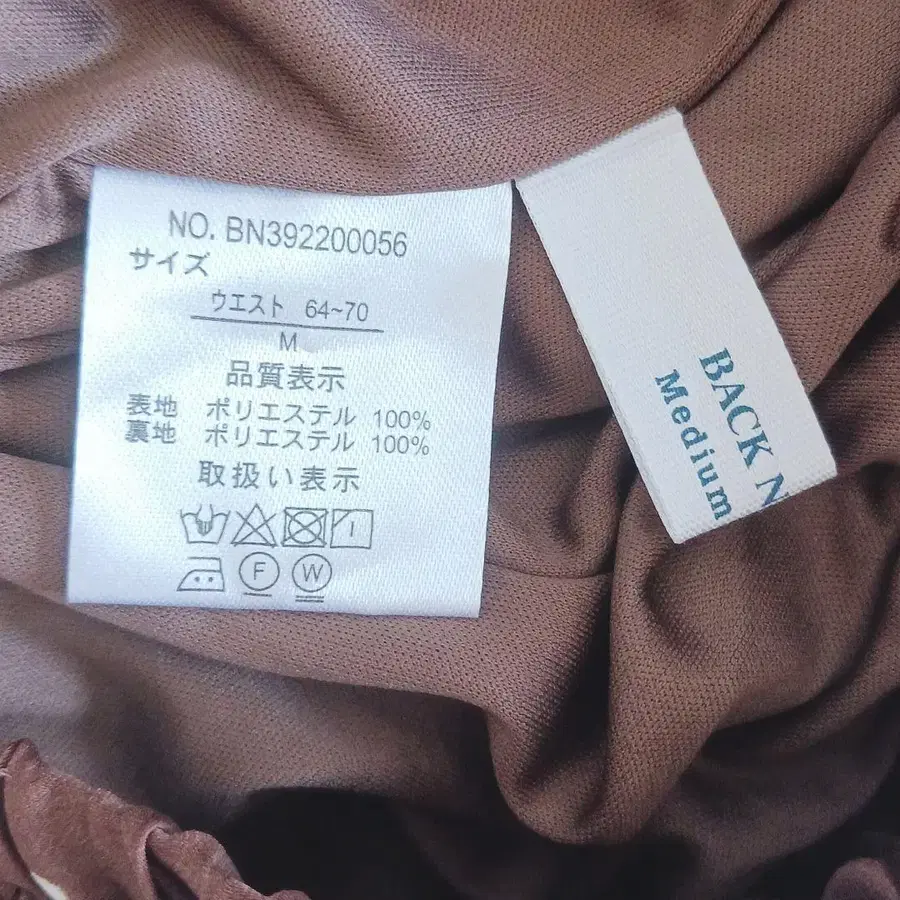 NO. BN392200056
サイズ
ウエスト 64~70
M
品質表示
表地 ポリエステル 100%
裏地 ポリエステル 100%
取扱い表示
F W
BACK N
Medium